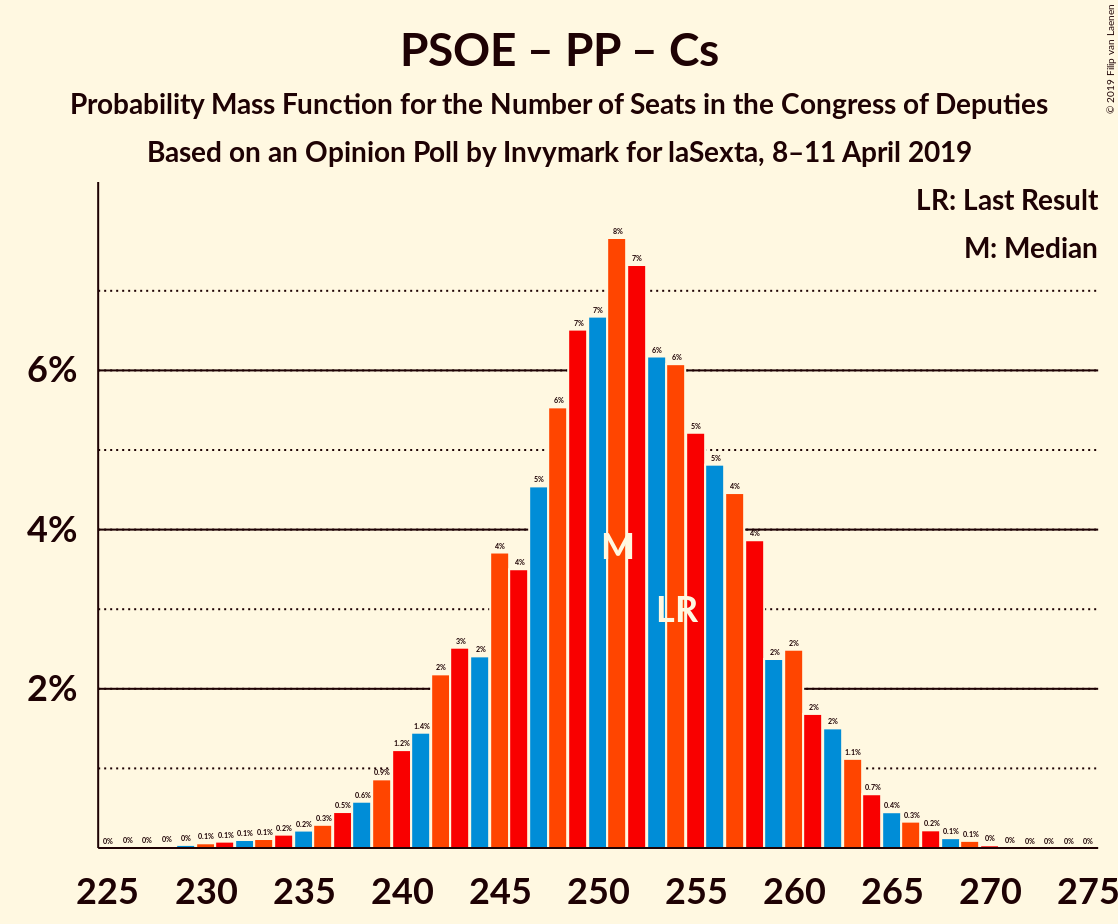 PSOE – PP – Cs
Probability Mass Function for the Number of Seats in the Congress of Deputies
Based on an Opinion Poll by Invymark for laSexta, 8–11 April 2019
© 2019 Filip van Laenen
LR: Last Result
M: Median
6%
4%
2%
0% 0% 0% 0% 0% 0.1% 0.1% 0.1% 0.1% 0.2% 0.2% 0.3% 0.5% 0.6% 0.9% 1.2% 1.4% 2% 3% 2% 4% 4% 5% 6% 7% 7% 8% 7% 6% 6% 5% 5% 4% 4% 2% 2% 2% 2% 1.1% 0.7% 0.4% 0.3% 0.2% 0.1% 0.1% 0% 0% 0% 0% 0% 0%
M
LR
225 230 235 240 245 250 255 260 265 270 275